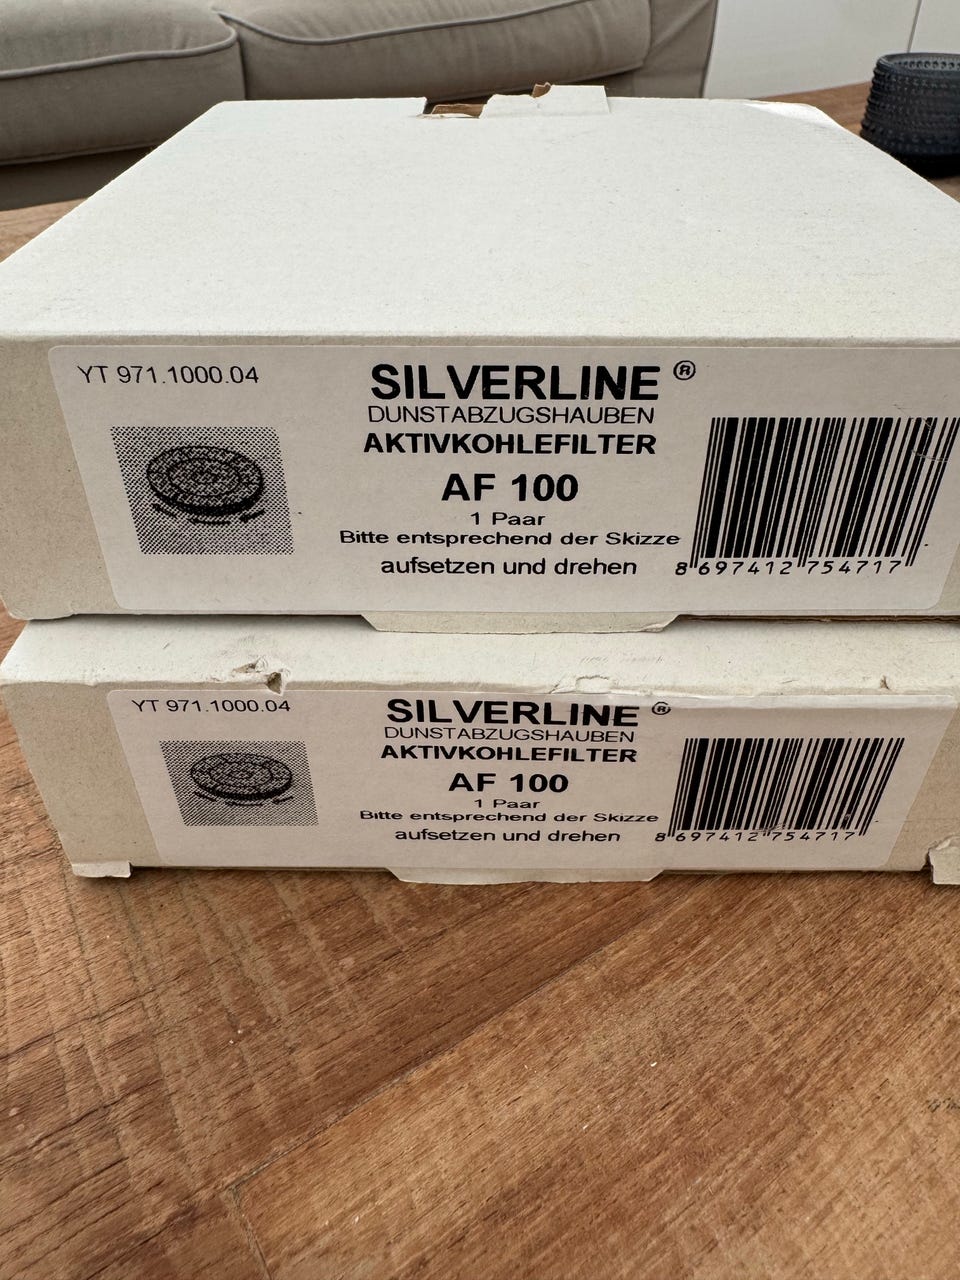 YT 971.1000.04
SILVERLINE ®
DUNSTABZUGSHAUBEN
AKTIVKOHLEFILTER
AF 100
1 Paar
Bitte entsprechend der Skizze
aufsetzen und drehen
8 697412 754717
YT 971.1000.04
SILVERLINE ®
DUNSTABZUGSHAUBEN
AKTIVKOHLEFILTER
AF 100
1 Paar
Bitte entsprechend der Skizze
aufsetzen und drehen
8 697412 754717